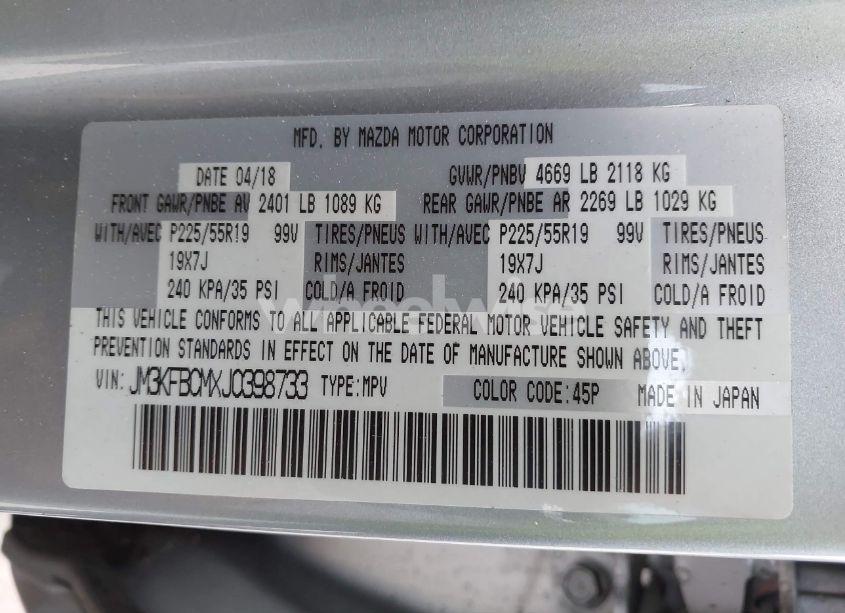 MFD. BY MAZDA MOTOR CORPORATION
DATE 04/18 GVWR/PNBV 4669 LB 2118 KG
FRONT GAWR/PNBE AV 2401 LB 1089 KG REAR GAWR/PNBE AR 2269 LB 1029 KG
WITH/AVEC P225/55R19 99V TIRES/PNEUS WITH/AVEC P225/55R19 99V TIRES/PNEUS
19X7J RIMS/JANTES 19X7J RIMS/JANTES
240 KPA/35 PSI COLD/A FROID 240 KPA/35 PSI COLD/A FROID
THIS VEHICLE CONFORMS TO ALL APPLICABLE FEDERAL MOTOR VEHICLE SAFETY AND THEFT
PREVENTION STANDARDS IN EFFECT ON THE DATE OF MANUFACTURE SHOWN ABOVE.
VIN: JM3KFBCMXJ0398733 TYPE:MPV COLOR CODE:45P MADE IN JAPAN